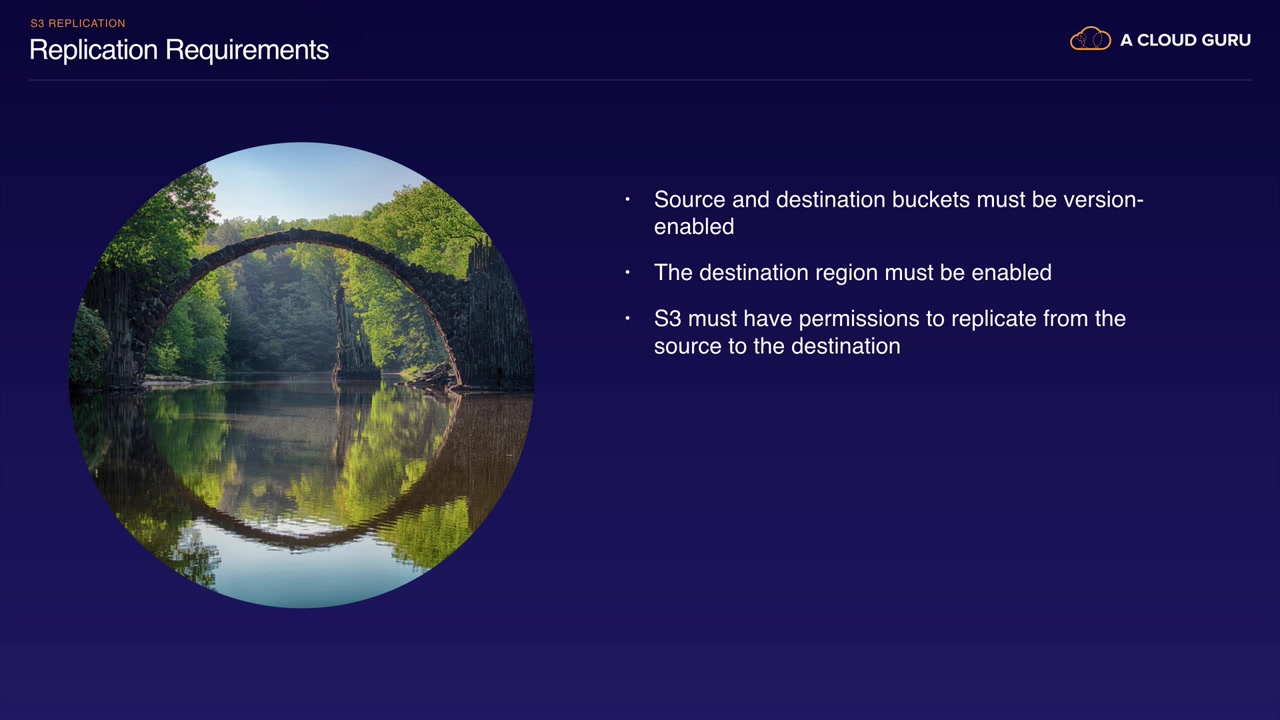 S3 REPLICATION
Replication Requirements
A CLOUD GURU
· Source and destination buckets must be version-
enabled
· The destination region must be enabled
· S3 must have permissions to replicate from the
source to the destination